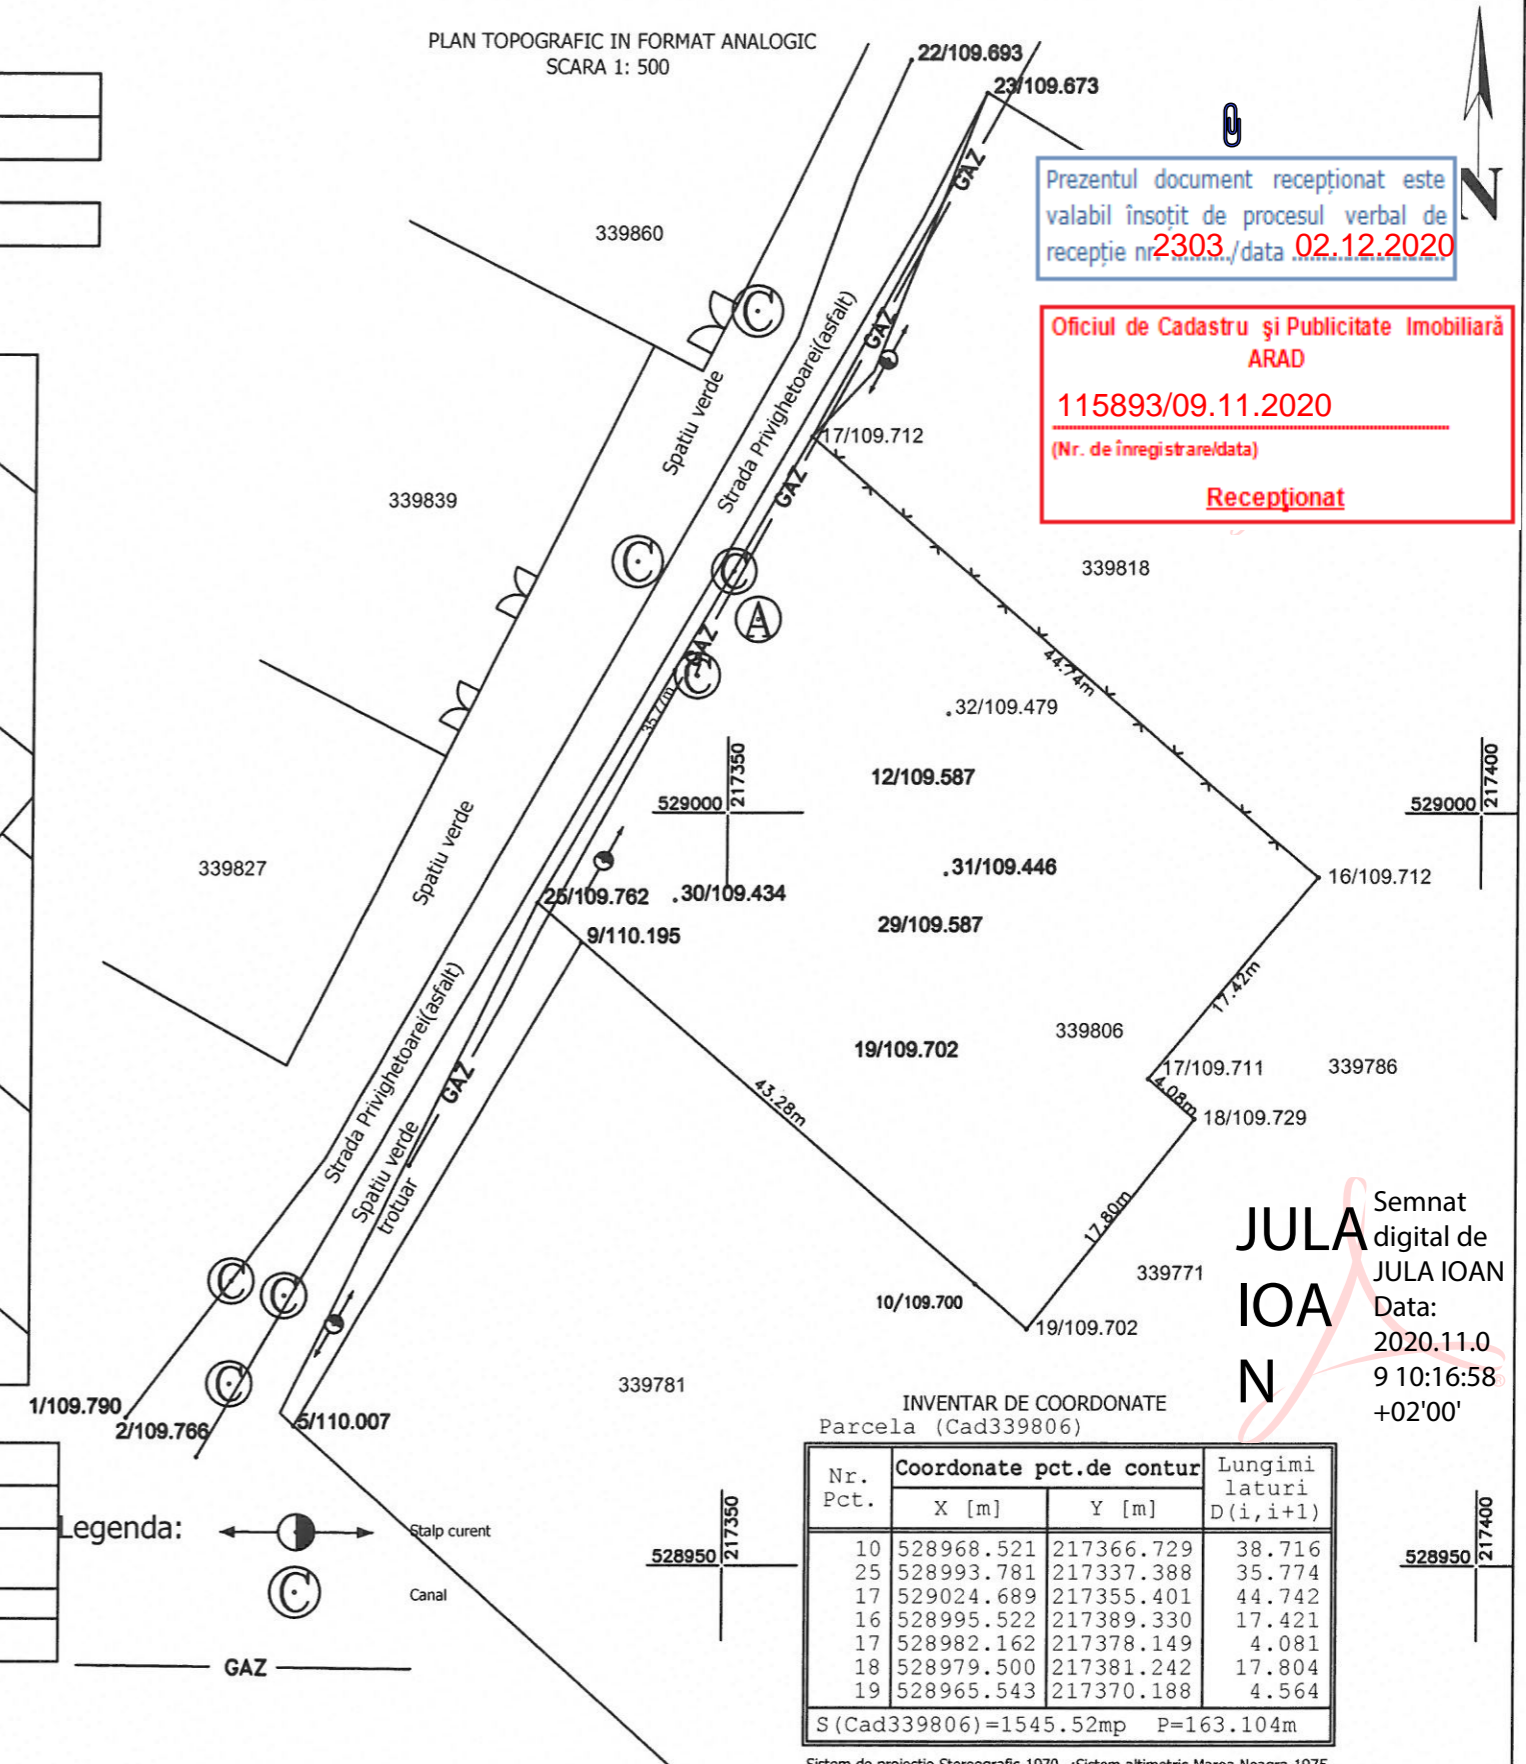 PLAN TOPOGRAFIC IN FORMAT ANALOGIC
SCARA 1: 500
22/109.693
23/109.673
GAZ
N
Prezentul document recepționat este
valabil însoțit de procesul verbal de
recepție nr. 2303 /data 02.12.2020
339860
C
Oficiul de Cadastru și Publicitate Imobiliară
ARAD
115893/09.11.2020
(Nr. de înregistrare/data)
Recepționat
GAZ
Spatiu verde
Strada Privighetoarei(asfalt)
17/109.712
GAZ
339839
C
C
A
339818
GAZ
C
44.74m
35.77m
32/109.479
12/109.587
529000
217350
529000
217400
Spatiu verde
339827
31/109.446
16/109.712
25/109.762
30/109.434
29/109.587
9/110.195
17.42m
339806
19/109.702
17/109.711
339786
4.08m
18/109.729
43.28m
Strada Privighetoarei(asfalt)
GAZ
Spatiu verde
trotuar
17.80m
339771
C
C
10/109.700
19/109.702
JULA
IOA
N
Semnat
digital de
JULA IOAN
Data:
2020.11.0
9 10:16:58
+02'00'
C
339781
1/109.790
2/109.766
5/110.007
INVENTAR DE COORDONATE
Parcela (Cad339806)
Nr. Pct. Coordonate pct.de contur Lungimi laturi D(i,i+1)
X [m] Y [m]
10 528968.521 217366.729 38.716
25 528993.781 217337.388 35.774
17 529024.689 217355.401 44.742
16 528995.522 217389.330 17.421
17 528982.162 217378.149 4.081
18 528979.500 217381.242 17.804
19 528965.543 217370.188 4.564
S(Cad339806)=1545.52mp P=163.104m
528950
217350
528950
217400
Legenda:
Stalp curent
C
Canal
GAZ
Sistem de proiectie Stereografic 1970 ;Sistem altimetric Marea Neagra 1975